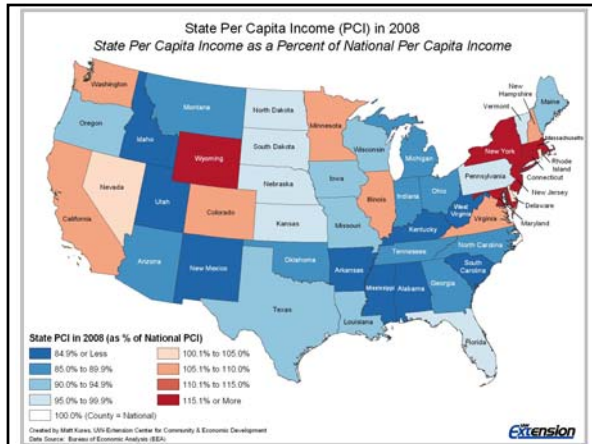 State Per Capita Income (PCI) in 2008
State Per Capita Income as a Percent of National Per Capita Income
Washington
Montana
North Dakota
Minnesota
Vermont
New
Hampshire
Maine
Oregon
Idaho
Wyoming
South Dakota
Wisconsin
Michigan
New York
Massachusetts
Rhode
Island
Connecticut
New Jersey
Delaware
Maryland
Nevada
Utah
Colorado
Nebraska
Iowa
Illinois
Indiana
Ohio
Pennsylvania
West
Virginia
Virginia
California
Kansas
Missouri
Kentucky
Arizona
New Mexico
Oklahoma
Arkansas
Tennessee
North Carolina
South
Carolina
Texas
Louisiana
Mississippi
Alabama
Georgia
Florida
State PCI in 2008 (as % of National PCI)
84.9% or Less
85.0% to 89.9%
90.0% to 94.9%
95.0% to 99.9%
100.0% (County = National)
100.1% to 105.0%
105.1% to 110.0%
110.1% to 115.0%
115.1% or More
Created by Matt Kures, UW-Extension Center for Community & Economic Development
Data Source: Bureau of Economic Analysis (BEA)
Extension